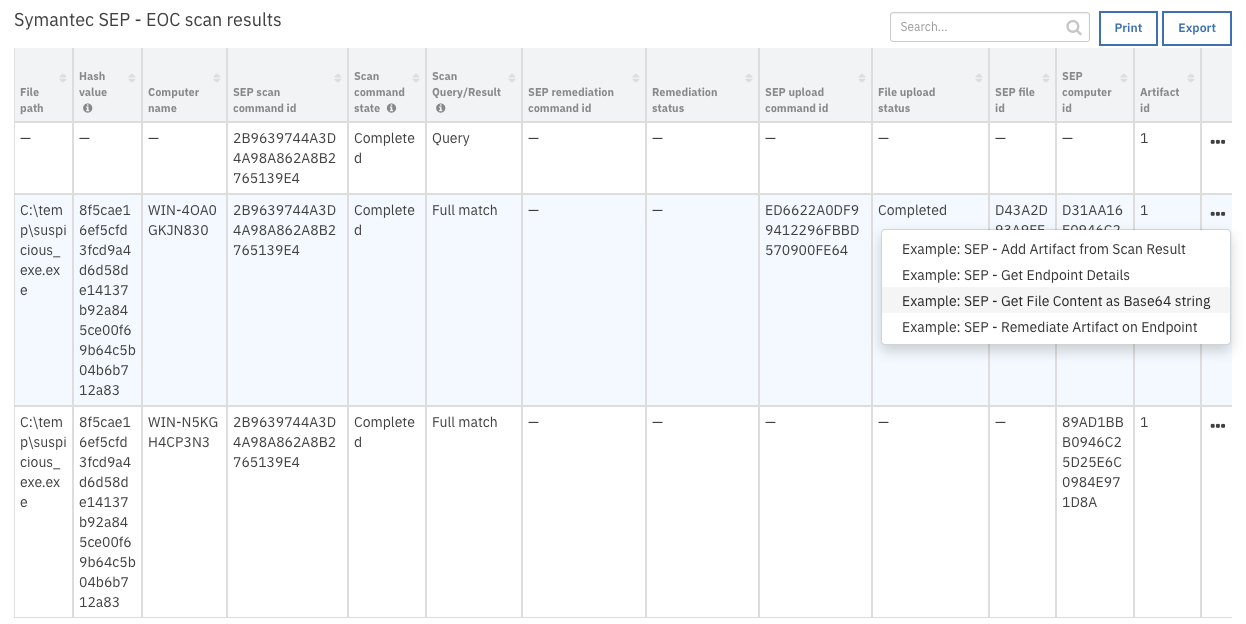 Symantec SEP - EOC scan results
Search...
Print
Export
File
path
Hash
value
Computer
name
SEP scan
command id
Scan
command
state
Scan
Query/Result
SEP remediation
command id
Remediation
status
SEP upload
command id
File upload
status
SEP file
id
SEP
computer
id
Artifact
id
—
—
—
2B9639744A3D
4A98A862A8B2
765139E4
Complete
d
Query
—
—
—
—
—
—
1
C:\tem
p\suspi
cious_
exe.ex
e
8f5cae1
6ef5cfd
3fcd9a4
d6d58d
e14137
b92a84
5ce00f6
9b64c5b
04b6b7
12a83
WIN-4OA0
GKJN830
2B9639744A3D
4A98A862A8B2
765139E4
Complete
d
Full match
—
—
ED6622A0DF9
9412296FBBD
570900FE64
Completed
D43A2D
D31AA16
1
Example: SEP - Add Artifact from Scan Result
Example: SEP - Get Endpoint Details
Example: SEP - Get File Content as Base64 string
Example: SEP - Remediate Artifact on Endpoint
C:\tem
p\suspi
cious_
exe.ex
e
8f5cae1
6ef5cfd
3fcd9a4
d6d58d
e14137
b92a84
5ce00f6
9b64c5b
04b6b7
12a83
WIN-N5KG
H4CP3N3
2B9639744A3D
4A98A862A8B2
765139E4
Complete
d
Full match
—
—
—
—
—
89AD1BB
B0946C2
5D25E6C
0984E97
1D8A
1